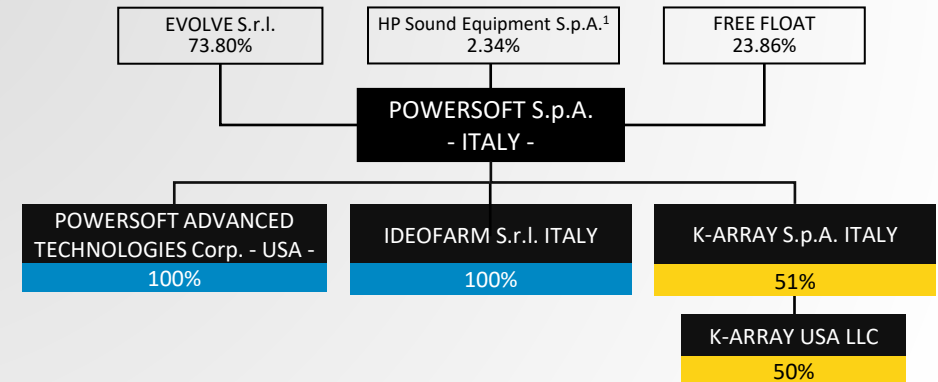 EVOLVE S.r.l.
73.80%
HP Sound Equipment S.p.A.¹
2.34%
FREE FLOAT
23.86%
POWERSOFT S.p.A.
- ITALY -
POWERSOFT ADVANCED
TECHNOLOGIES Corp. - USA -
100%
IDEOFARM S.r.l. ITALY
100%
K-ARRAY S.p.A. ITALY
51%
K-ARRAY USA LLC
50%